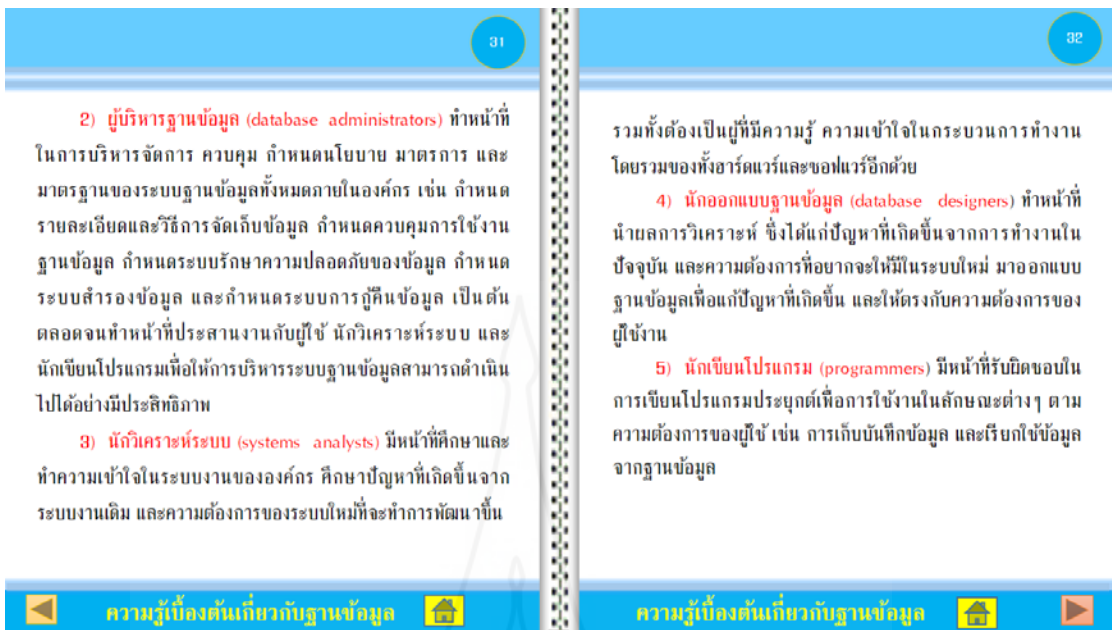 31
2) ผู้บริหารฐานข้อมูล (database administrators) ทำหน้าที่
ในการบริหารจัดการ ควบคุม กำหนดนโยบาย มาตรการ และ
มาตรฐานของระบบฐานข้อมูลทั้งหมดภายในองค์กร เช่น กำหนด
รายละเอียดและวิธีการจัดเก็บข้อมูล กำหนดควบคุมการใช้งาน
ฐานข้อมูล กำหนดระบบรักษาความปลอดภัยของข้อมูล กำหนด
ระบบสำรองข้อมูล และกำหนดระบบการกู้คืนข้อมูล เป็นต้น
ตลอดจนทำหน้าที่ประสานงานกับผู้ใช้ นักวิเคราะห์ระบบ และ
นักเขียนโปรแกรมเพื่อให้การบริหารระบบฐานข้อมูลสามารถดำเนิน
ไปได้อย่างมีประสิทธิภาพ
3) นักวิเคราะห์ระบบ (systems analysts) มีหน้าที่ศึกษาและ
ทำความเข้าใจในระบบงานขององค์กร ศึกษาปัญหาที่เกิดขึ้นจาก
ระบบงานเดิม และความต้องการของระบบใหม่ที่จะทำการพัฒนาขึ้น
ความรู้เบื้องต้นเกี่ยวกับฐานข้อมูล
32
รวมทั้งต้องเป็นผู้ที่มีความรู้ ความเข้าใจในกระบวนการทำงาน
โดยรวมของทั้งฮาร์ดแวร์และซอฟแวร์อีกด้วย
4) นักออกแบบฐานข้อมูล (database designers) ทำหน้าที่
นำผลการวิเคราะห์ ซึ่งได้แก่ปัญหาที่เกิดขึ้นจากการทำงานใน
ปัจจุบัน และความต้องการที่อยากจะให้มีในระบบใหม่ มาออกแบบ
ฐานข้อมูลเพื่อแก้ปัญหาที่เกิดขึ้น และให้ตรงกับความต้องการของ
ผู้ใช้งาน
5) นักเขียนโปรแกรม (programmers) มีหน้าที่รับผิดชอบใน
การเขียนโปรแกรมประยุกต์เพื่อการใช้งานในลักษณะต่างๆ ตาม
ความต้องการของผู้ใช้ เช่น การเก็บบันทึกข้อมูล และเรียกใช้ข้อมูล
จากฐานข้อมูล
ความรู้เบื้องต้นเกี่ยวกับฐานข้อมูล